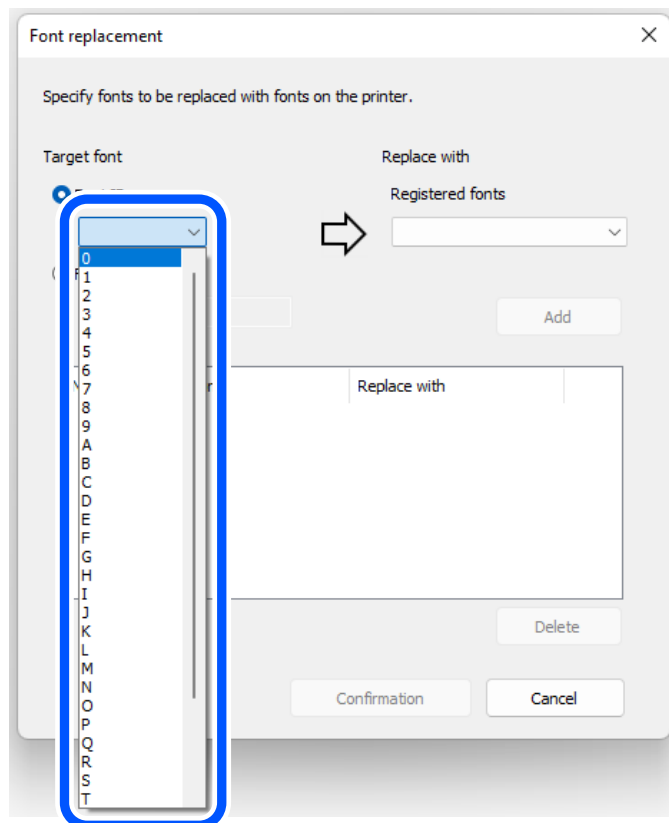 Font replacement
Specify fonts to be replaced with fonts on the printer.
Target font
Replace with
Registered fonts
0
1
2
3
4
5
6
7
8
9
A
B
C
D
E
F
G
H
I
J
K
L
M
N
O
P
Q
R
S
T
Add
Replace with
Delete
Confirmation
Cancel